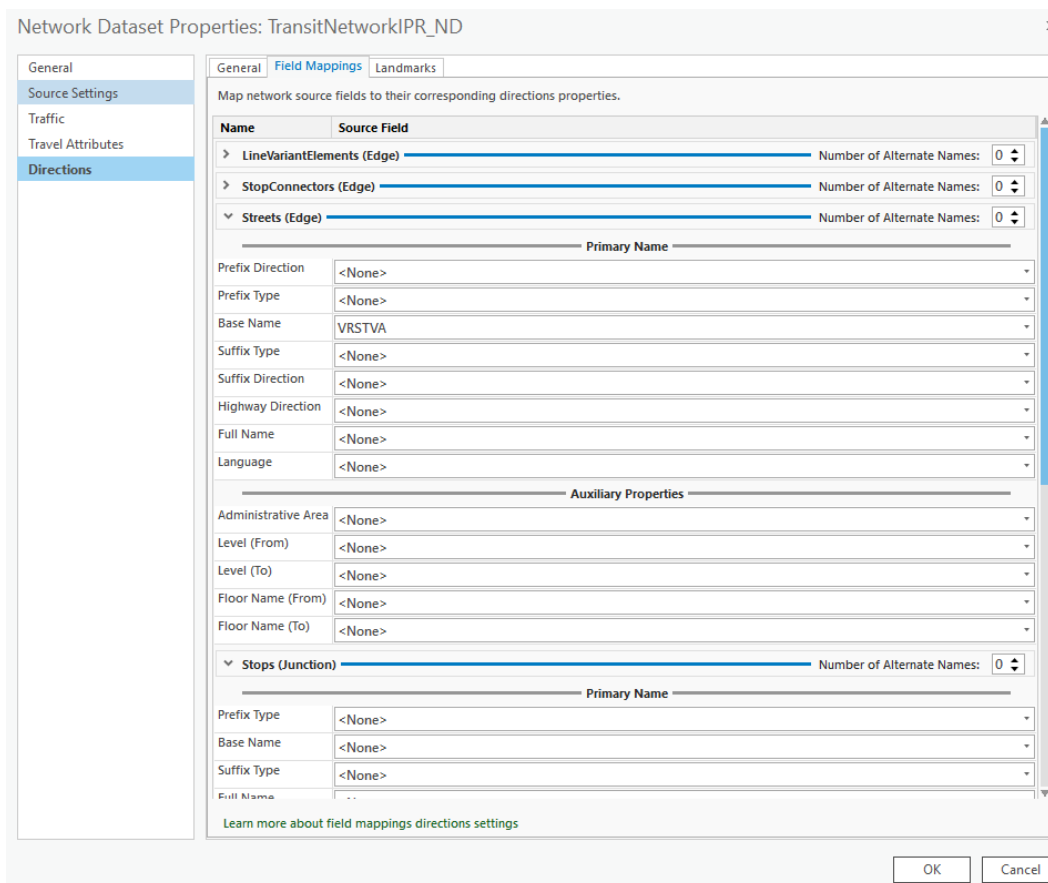 Network Dataset Properties: TransitNetworkIPR_ND
General
Source Settings
Traffic
Travel Attributes
Directions
General Field Mappings Landmarks
Map network source fields to their corresponding directions properties.
Name Source Field
LineVariantElements (Edge) Number of Alternate Names: 0
StopConnectors (Edge) Number of Alternate Names: 0
Streets (Edge) Number of Alternate Names: 0
Primary Name
Prefix Direction <None>
Prefix Type <None>
Base Name VRSTVA
Suffix Type <None>
Suffix Direction <None>
Highway Direction <None>
Full Name <None>
Language <None>
Auxiliary Properties
Administrative Area <None>
Level (From) <None>
Level (To) <None>
Floor Name (From) <None>
Floor Name (To) <None>
Stops (Junction) Number of Alternate Names: 0
Primary Name
Prefix Type <None>
Base Name <None>
Suffix Type <None>
Full Name
Learn more about field mappings directions settings
OK Cancel